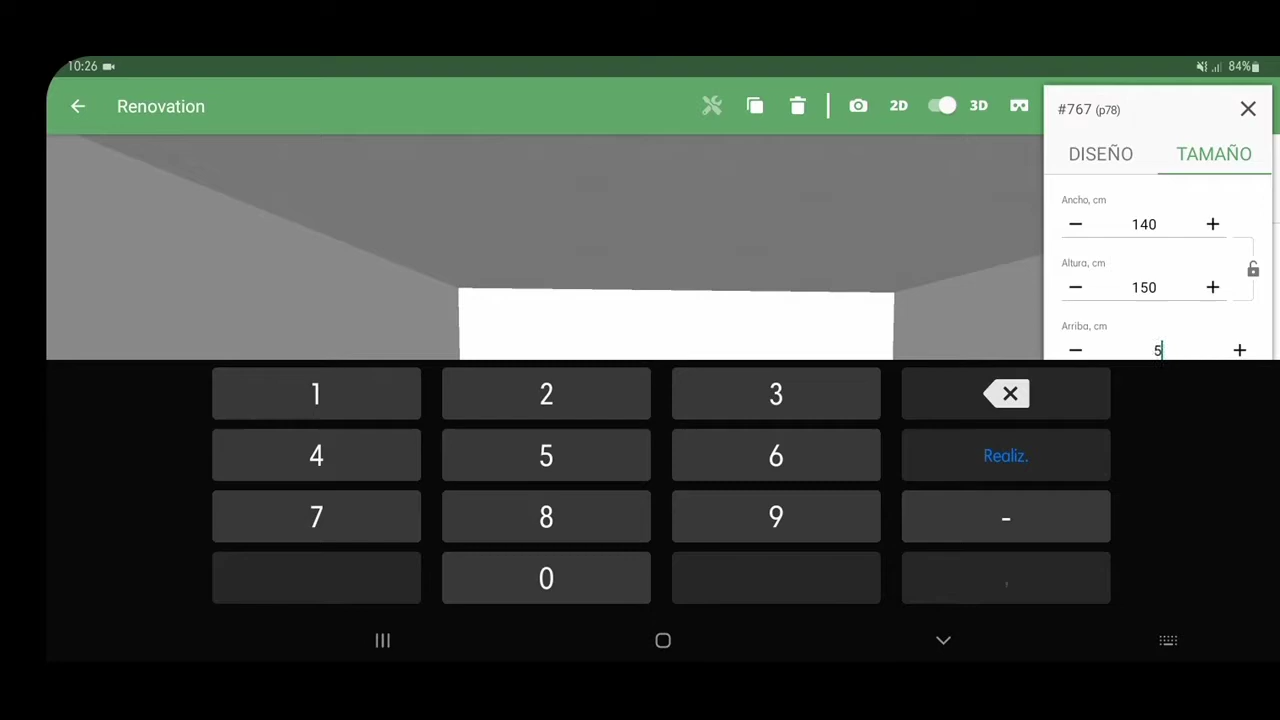 10:26
84%
Renovation
2D
3D
#767 (p78)
DISEÑO
TAMAÑO
Ancho, cm
− 140 +
Altura, cm
− 150 +
Arriba, cm
− 5 +
1 2 3
4 5 6 Realiz.
7 8 9 -
0 ,